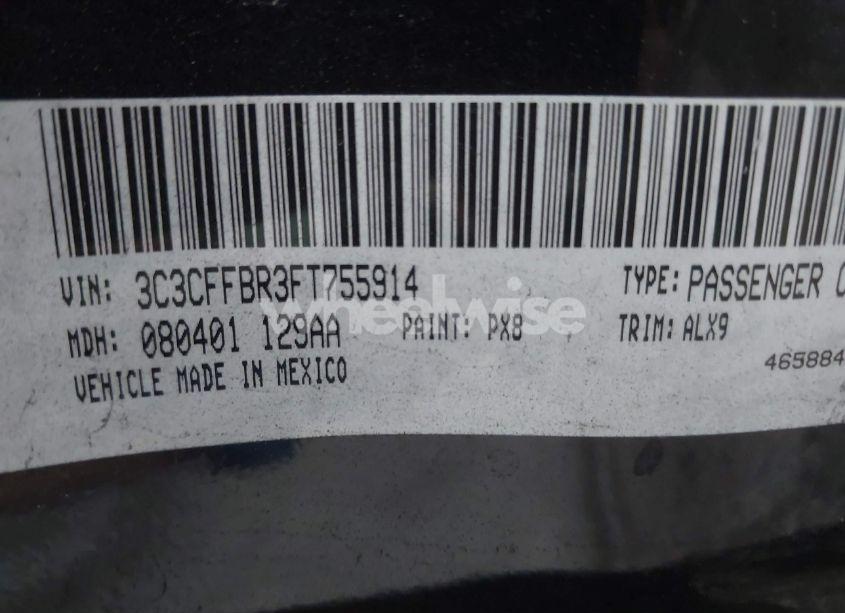 VIN: 3C3CFFBR3FT755914 TYPE: PASSENGER
MDH: 080401 129AA PAINT: PX8 TRIM: ALX9
VEHICLE MADE IN MEXICO
465884
wheelwise